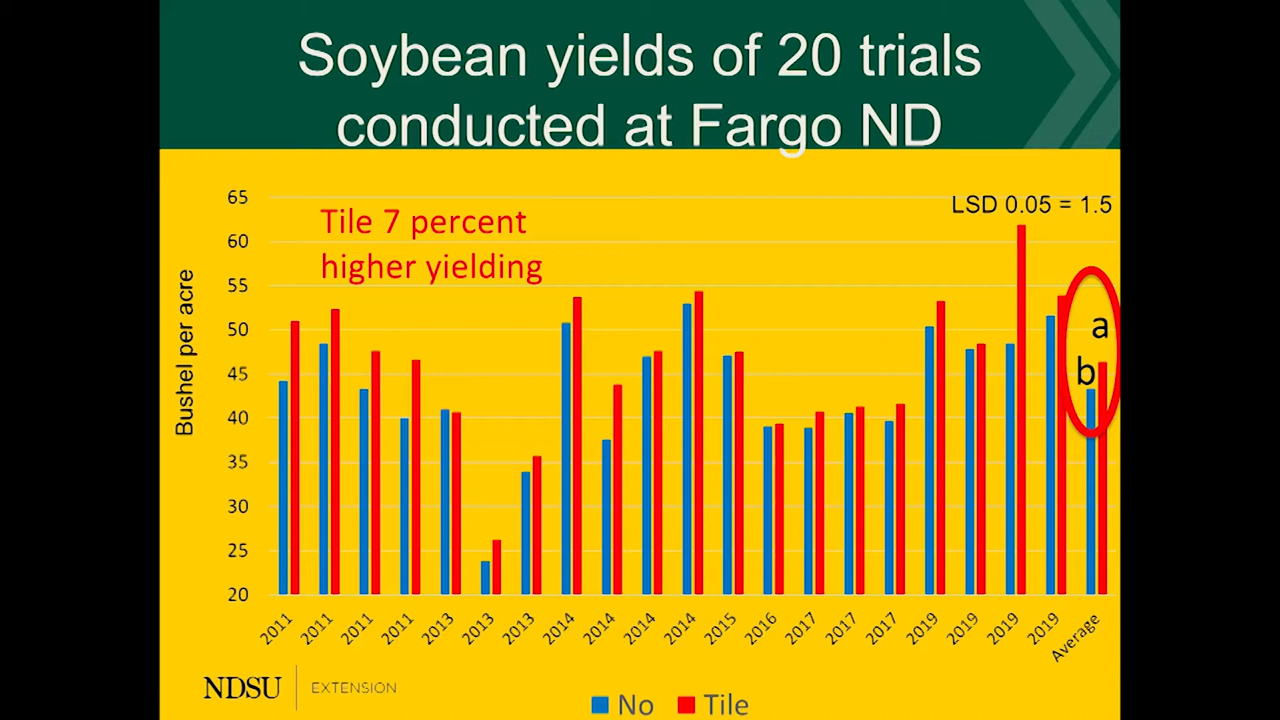 Soybean yields of 20 trials
conducted at Fargo ND
65
60
55
50
45
40
35
30
25
20
Bushel per acre
Tile 7 percent
higher yielding
LSD 0.05 = 1.5
a
b
2011
2011
2011
2011
2013
2013
2013
2014
2014
2014
2014
2015
2016
2017
2017
2017
2019
2019
2019
2019
Average
NDSU EXTENSION
No Tile